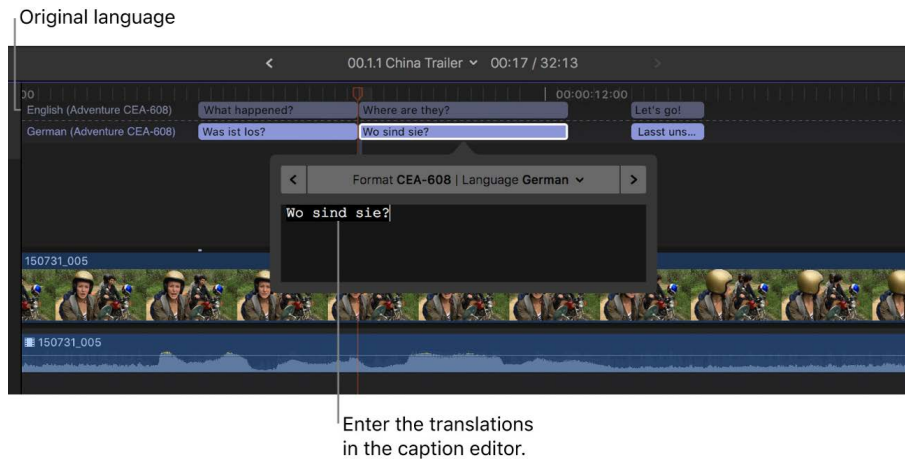 Original language
00.1.1 China Trailer 00:17 / 32:13
00 00:00:12:00
English (Adventure CEA-608) What happened? Where are they? Let's go!
German (Adventure CEA-608) Was ist los? Wo sind sie? Lasst uns...
Format CEA-608 | Language German
Wo sind sie?
150731_005
150731_005
Enter the translations
in the caption editor.